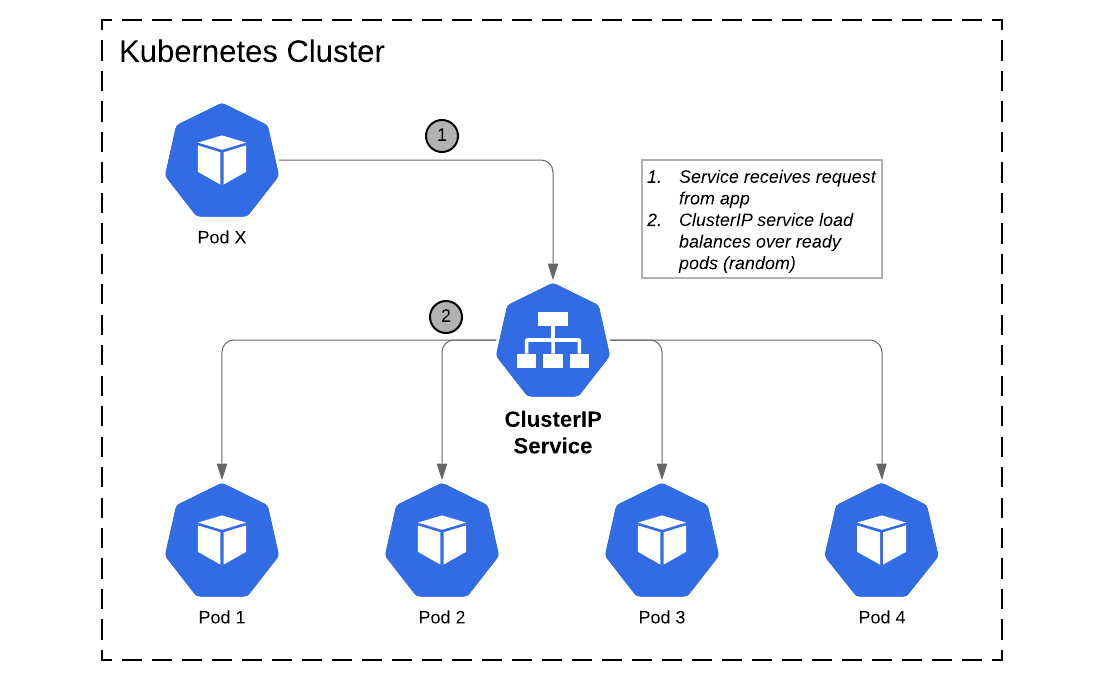 Kubernetes Cluster
1
1. Service receives request
from app
2. ClusterIP service load
balances over ready
pods (random)
Pod X
2
ClusterIP
Service
Pod 1
Pod 2
Pod 3
Pod 4